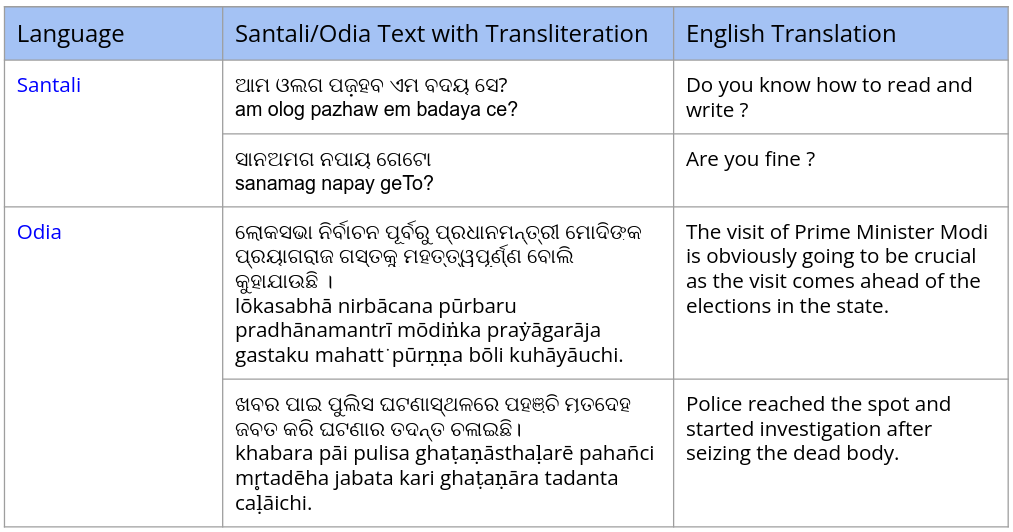 Language
Santali/Odia Text with Transliteration
English Translation
Santali
ଆମ ଓଲଗ ପଜ଼ହବ ଏମ ବଦୟ ସେ?
am olog pazhaw em badaya ce?
Do you know how to read and
write ?
ସାନଅମଗ ନପାୟ ଗେଟୋ
sanamag napay geTo?
Are you fine ?
Odia
ଲୋକସଭା ନିର୍ବାଚନ ପୂର୍ବରୁ ପ୍ରଧାନମନ୍ତ୍ରୀ ମୋଦିଙ୍କ
ପ୍ରୟାଗରାଜ ଗସ୍ତକୁ ମହତ୍ତ୍ୱପୂର୍ଣ୍ଣ ବୋଲି
କୁହାଯାଉଛି ।
lōkasabhā nirbācana pūrbaru
pradhānamantrī mōdiṅka praẏāgarāja
gastaku mahatt˙pūrṇṇa bōli kuhāyāuchi.
The visit of Prime Minister Modi
is obviously going to be crucial
as the visit comes ahead of the
elections in the state.
ଖବର ପାଇ ପୁଲିସ ଘଟଣାସ୍ଥଳରେ ପହଞ୍ଚି ମୃତଦେହ
ଜବତ କରି ଘଟଣାର ତଦନ୍ତ ଚଳାଇଛି।
khabara pāi pulisa ghaṭaṇāsthaḷarē pahañci
mr̥tadēha jabata kari ghaṭaṇāra tadanta
caḷāichi.
Police reached the spot and
started investigation after
seizing the dead body.